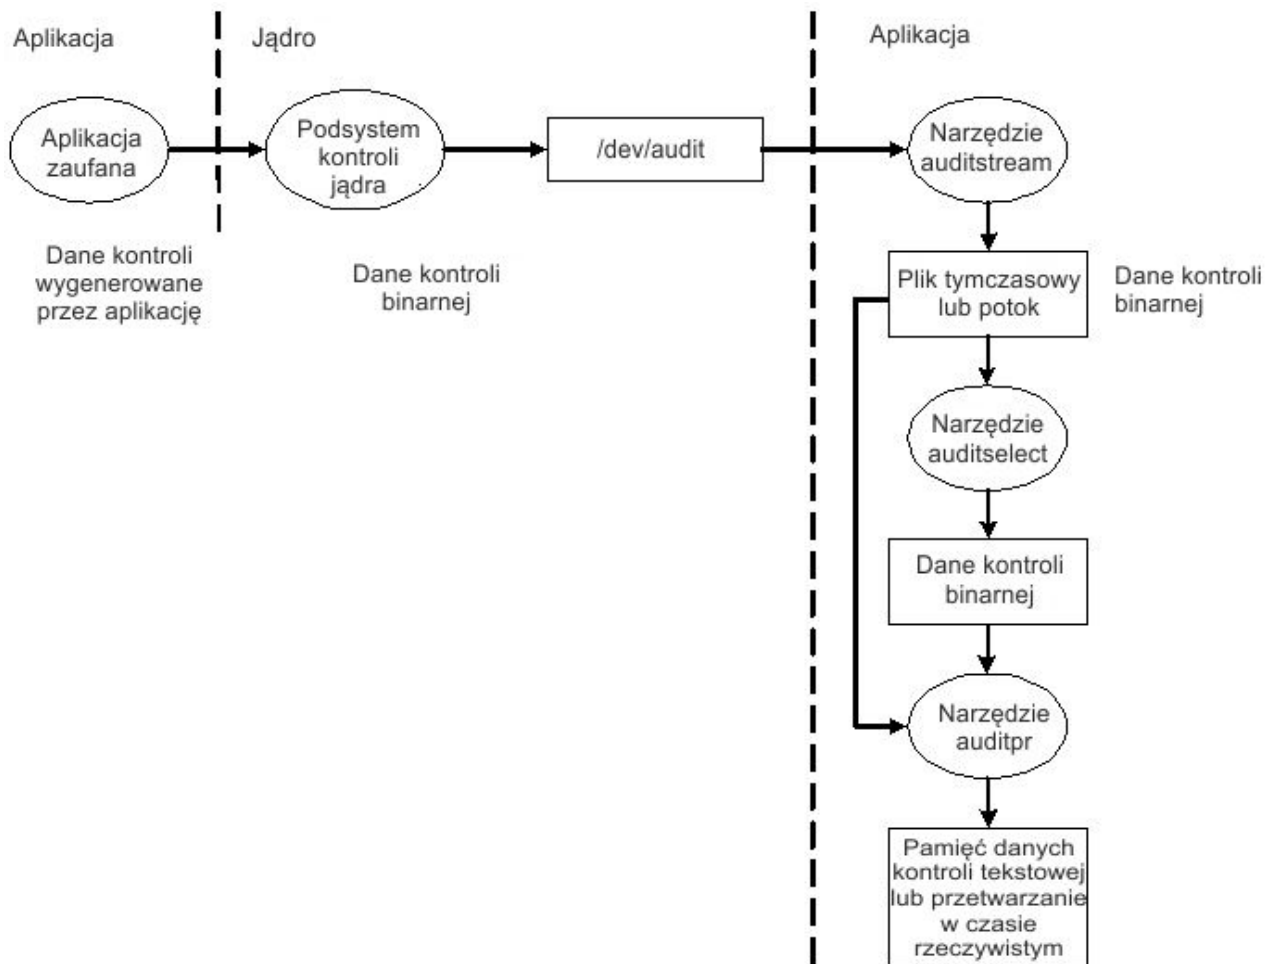 Aplikacja
Jądro
Aplikacja
Aplikacja
zaufana
Podsystem
kontroli
jądra
/dev/audit
Narzędzie
auditstream
Dane kontroli
wygenerowane
przez aplikację
Dane kontroli
binarnej
Plik tymczasowy
lub potok
Dane kontroli
binarnej
Narzędzie
auditselect
Dane kontroli
binarnej
Narzędzie
auditpr
Pamięć danych
kontroli tekstowej
lub przetwarzanie
w czasie
rzeczywistym